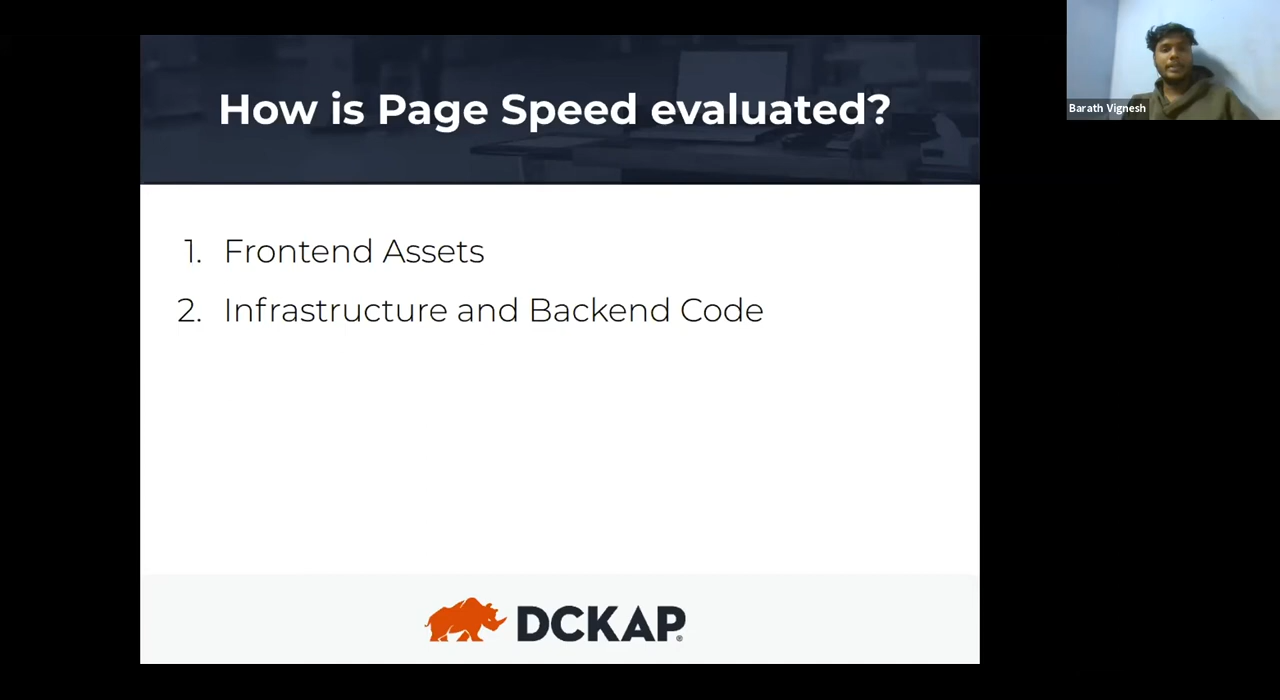 How is Page Speed evaluated?
Barath Vignesh
1. Frontend Assets
2. Infrastructure and Backend Code
DCKAP®